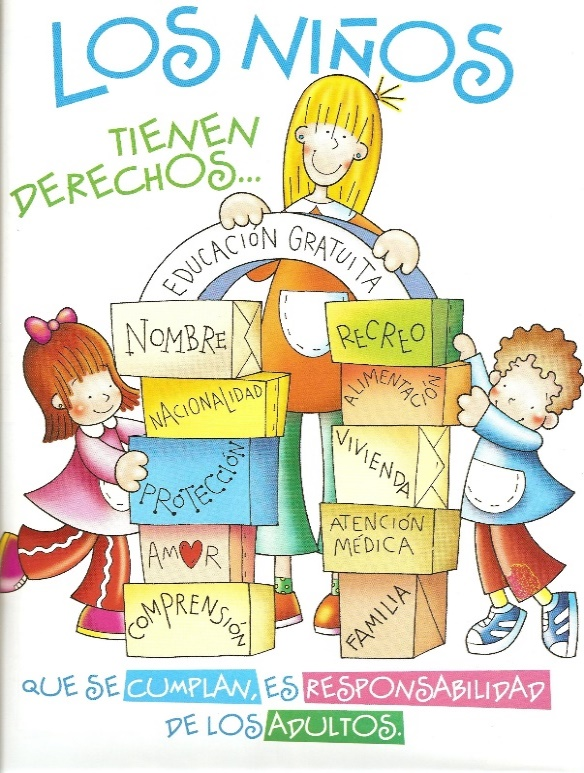 LOS NIÑOS
TIENEN
DERECHOS...
EDUCACIÓN GRATUITA
NOMBRE
NACIONALIDAD
PROTECCIÓN
AMOR
COMPRENSIÓN
RECREO
ALIMENTACIÓN
VIVIENDA
ATENCIÓN
MÉDICA
FAMILIA
QUE SE CUMPLAN, ES RESPONSABILIDAD
DE LOS ADULTOS.